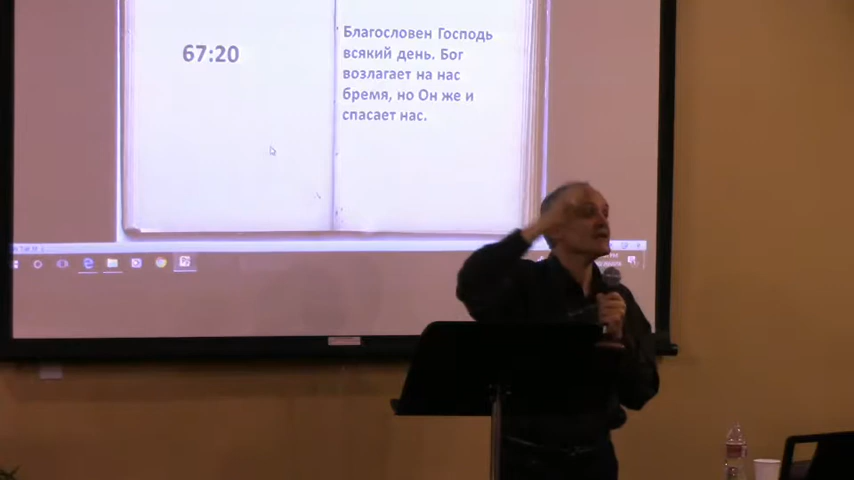 67:20
Благословен Господь
всякий день. Бог
возлагает на нас
бремя, но Он же и
спасает нас.